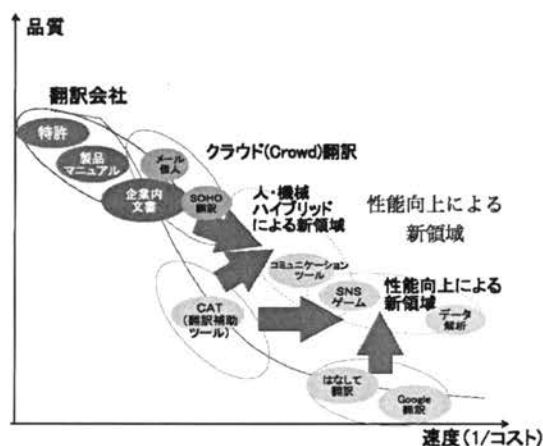 品質
翻訳会社
特許
製品
マニュアル
メール
個人
クラウド(Crowd)翻訳
企業内
文書
SOHO
翻訳
人・機械
ハイブリッド
による新領域
性能向上による
新領域
コミュニケーション
ツール
SNS
ゲーム
性能向上による
新領域
CAT
(翻訳補助
ツール)
データ
解析
はなして
翻訳
Google
翻訳
速度(1/コスト)